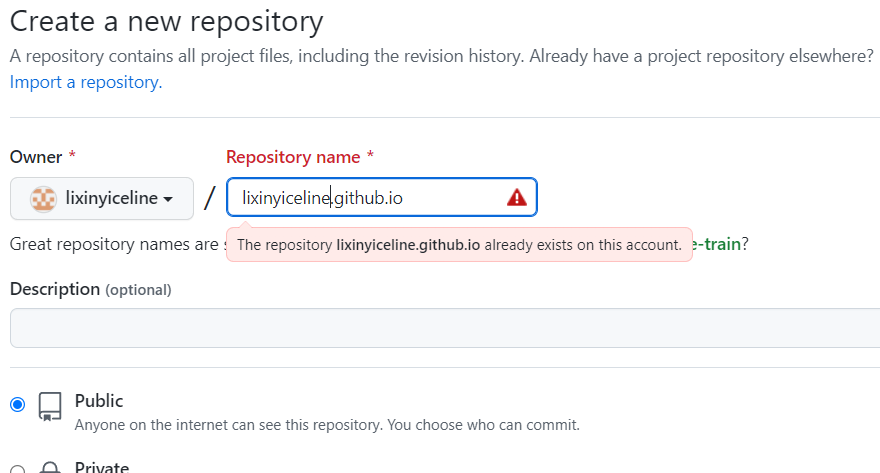 Create a new repository
A repository contains all project files, including the revision history. Already have a project repository elsewhere?
Import a repository.
Owner * Repository name *
lixinyiceline / lixinyiceline.github.io
Great repository names are e-train?
The repository lixinyiceline.github.io already exists on this account.
Description (optional)
Public
Anyone on the internet can see this repository. You choose who can commit.
Private